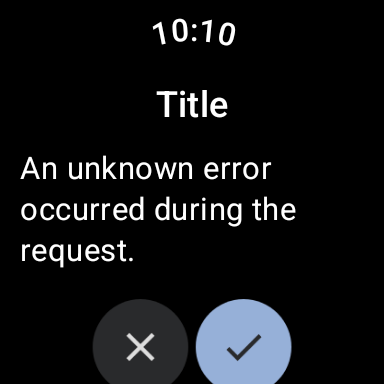 10:10
Title
An unknown error
occurred during the
request.